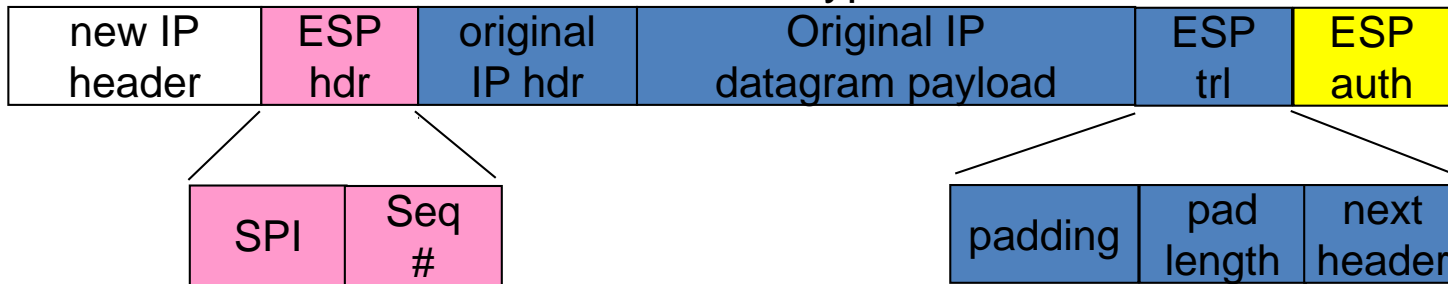 new IP
header
ESP
hdr
original
IP hdr
Original IP
datagram payload
ESP
trl
ESP
auth
SPI
Seq
#
padding
pad
length
next
header